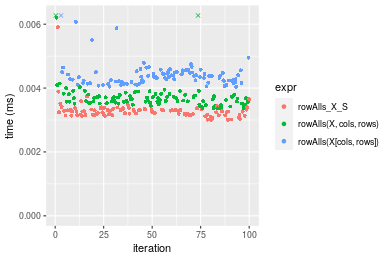 0.006
0.004
0.002
0.000
time (ms)
0
25
50
75
100
iteration
expr
rowAlls_X_S
rowAlls(X, cols, rows)
rowAlls(X[cols, rows])